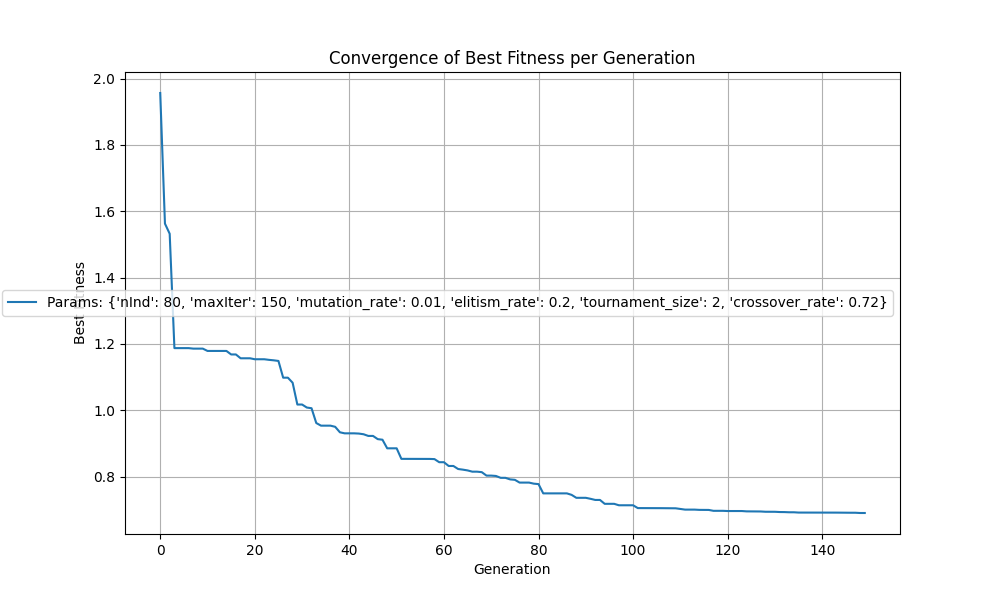 Convergence of Best Fitness per Generation
2.0
1.8
1.6
1.4
1.2
1.0
0.8
Best
Params: {'nInd': 80, 'maxIter': 150, 'mutation_rate': 0.01, 'elitism_rate': 0.2, 'tournament_size': 2, 'crossover_rate': 0.72}
0 20 40 60 80 100 120 140
Generation